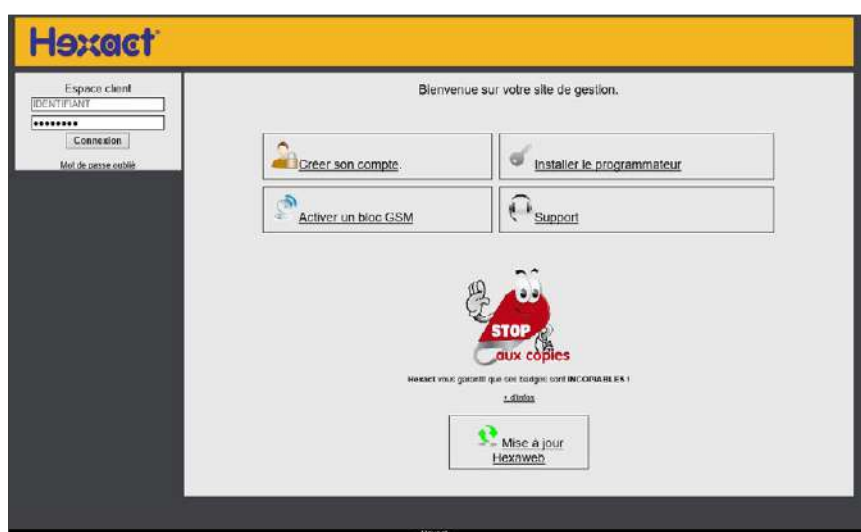 Hexact
Espace client
IDENTIFIANT
Connexion
Mot de passe oublié
Bienvenue sur votre site de gestion.
Créer son compte.
Installer le programmateur
Activer un bloc GSM
Support
STOP
aux copies
Hexact vous garantit que ses badges sont INCOPIABLES !
+ d'infos
Mise à jour
Hexaweb